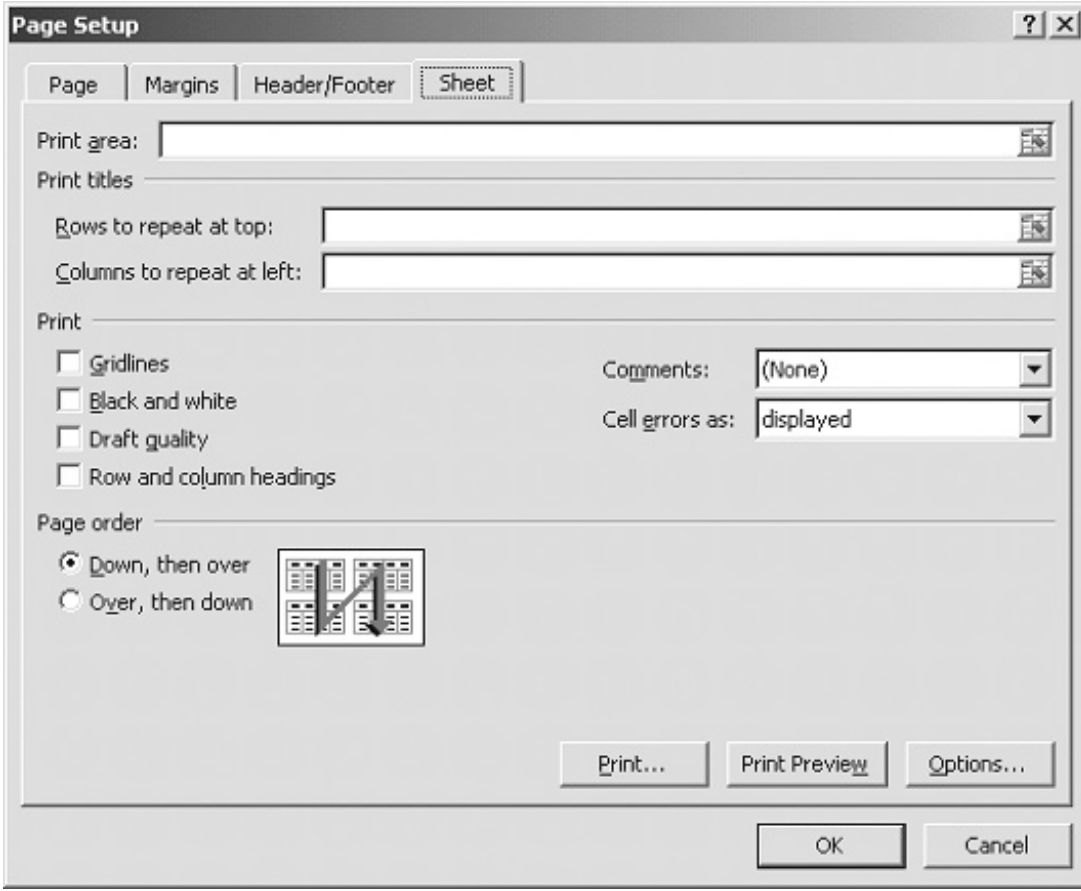 Page Setup
Page Margins Header/Footer Sheet
Print area:
Print titles
Rows to repeat at top:
Columns to repeat at left:
Print
Gridlines
Comments: (None)
Black and white
Cell errors as: displayed
Draft quality
Row and column headings
Page order
Down, then over
Over, then down
Print... Print Preview Options...
OK Cancel